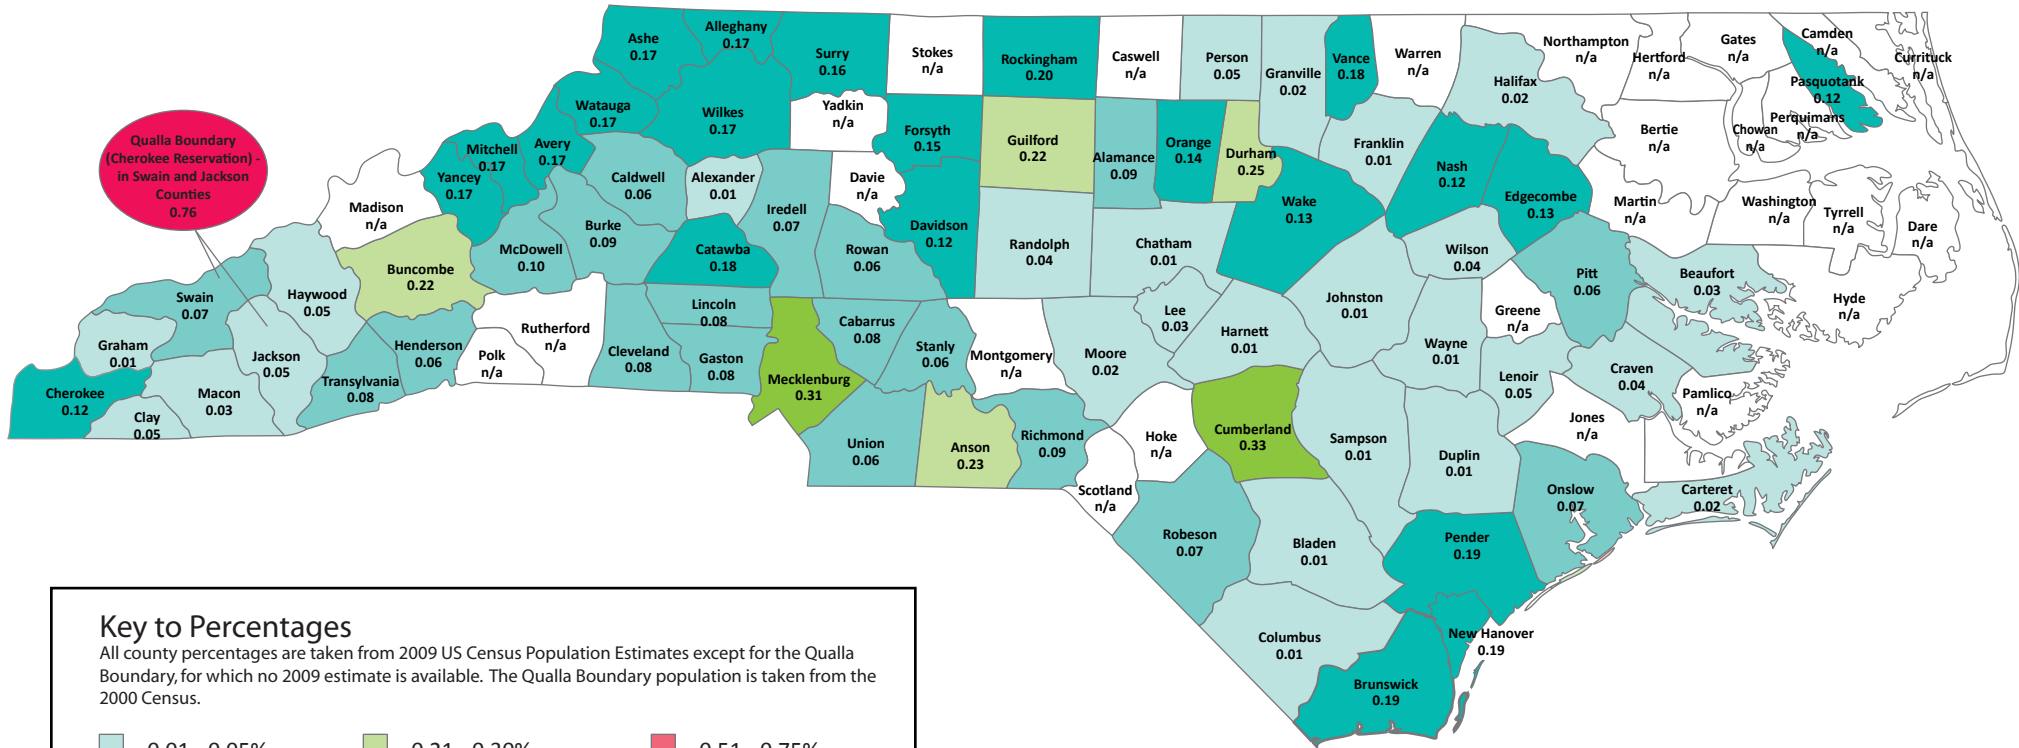 Ashe
0.17
Alleghany
0.17
Surry
0.16
Stokes
n/a
Rockingham
0.20
Caswell
n/a
Person
0.05
Granville
0.02
Vance
0.18
Warren
n/a
Halifax
0.02
Northampton
n/a
Hertford
n/a
Gates
n/a
Camden
n/a
Currituck
n/a
Pasquotank
0.12
Perquimans
n/a
Chowan
n/a
Bertie
n/a
Watauga
0.17
Wilkes
0.17
Yadkin
n/a
Forsyth
0.15
Guilford
0.22
Alamance
0.09
Orange
0.14
Durham
0.25
Franklin
0.01
Nash
0.12
Edgecombe
0.13
Martin
n/a
Washington
n/a
Tyrrell
n/a
Dare
n/a
Qualla Boundary
(Cherokee Reservation) -
in Swain and Jackson
Counties
0.76
Mitchell
0.17
Avery
0.17
Yancey
0.17
Caldwell
0.06
Alexander
0.01
Davie
n/a
Iredell
0.07
Madison
n/a
Buncombe
0.22
McDowell
0.10
Burke
0.09
Catawba
0.18
Rowan
0.06
Davidson
0.12
Randolph
0.04
Chatham
0.01
Wake
0.13
Wilson
0.04
Pitt
0.06
Beaufort
0.03
Hyde
n/a
Swain
0.07
Haywood
0.05
Graham
0.01
Jackson
0.05
Henderson
0.06
Transylvania
0.08
Polk
n/a
Rutherford
n/a
Cleveland
0.08
Lincoln
0.08
Gaston
0.08
Mecklenburg
0.31
Cabarrus
0.08
Stanly
0.06
Montgomery
n/a
Moore
0.02
Lee
0.03
Harnett
0.01
Johnston
0.01
Wayne
0.01
Greene
n/a
Lenoir
0.05
Craven
0.04
Pamlico
n/a
Jones
n/a
Cherokee
0.12
Clay
0.05
Macon
0.03
Union
0.06
Anson
0.23
Richmond
0.09
Scotland
n/a
Hoke
n/a
Cumberland
0.33
Sampson
0.01
Duplin
0.01
Onslow
0.07
Carteret
0.02
Robeson
0.07
Bladen
0.01
Pender
0.19
Columbus
0.01
New Hanover
0.19
Brunswick
0.19
Key to Percentages
All county percentages are taken from 2009 US Census Population Estimates except for the Qualla
Boundary, for which no 2009 estimate is available. The Qualla Boundary population is taken from the
2000 Census.
0.01 - 0.05%
0.21 - 0.30%
0.51 - 0.75%